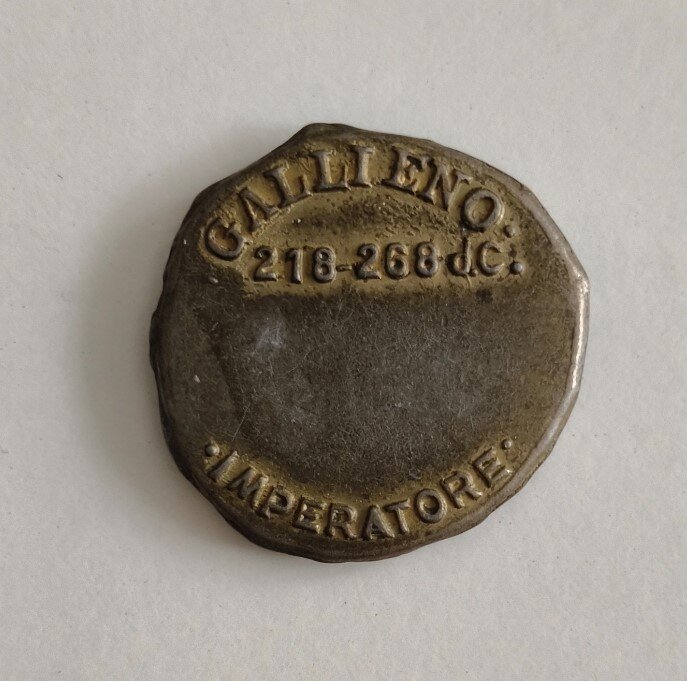 GALLIENO.
218-268 d.C.
·IMPERATORE·